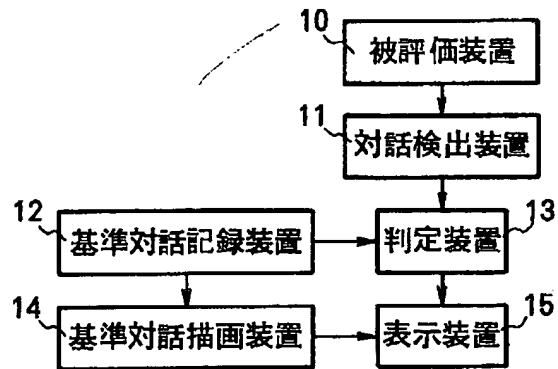 10
被評価装置
11
対話検出装置
12
基準対話記録装置
13
判定装置
14
基準対話描画装置
15
表示装置